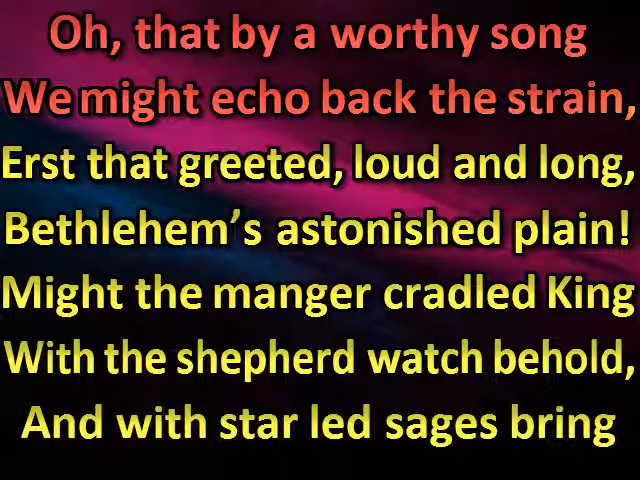 Oh, that by a worthy song
We might echo back the strain,
Erst that greeted, loud and long,
Bethlehem’s astonished plain!
Might the manger cradled King
With the shepherd watch behold,
And with star led sages bring